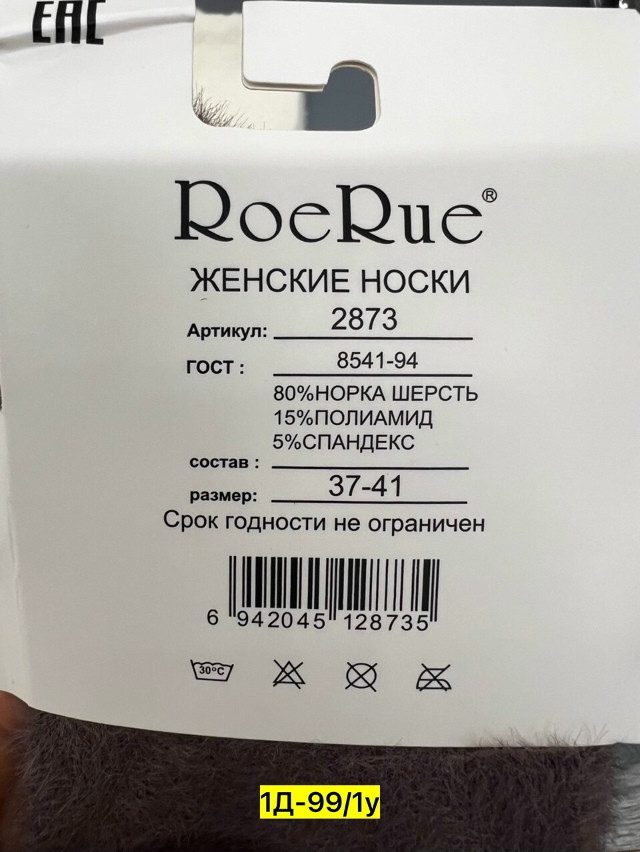 EAC
RoeRue®
ЖЕНСКИЕ НОСКИ
Артикул: 2873
ГОСТ : 8541-94
80%НОРКА ШЕРСТЬ
15%ПОЛИАМИД
5%СПАНДЕКС
состав :
размер: 37-41
Срок годности не ограничен
6 942045 128735
30°C
1Д-99/1у